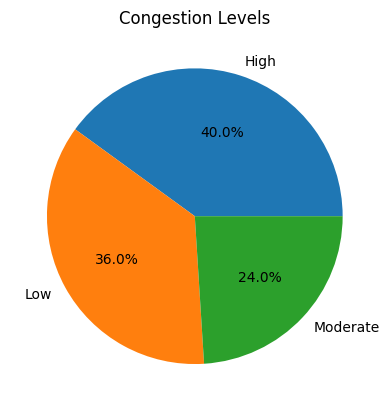 Congestion Levels
High
40.0%
36.0%
24.0%
Low
Moderate